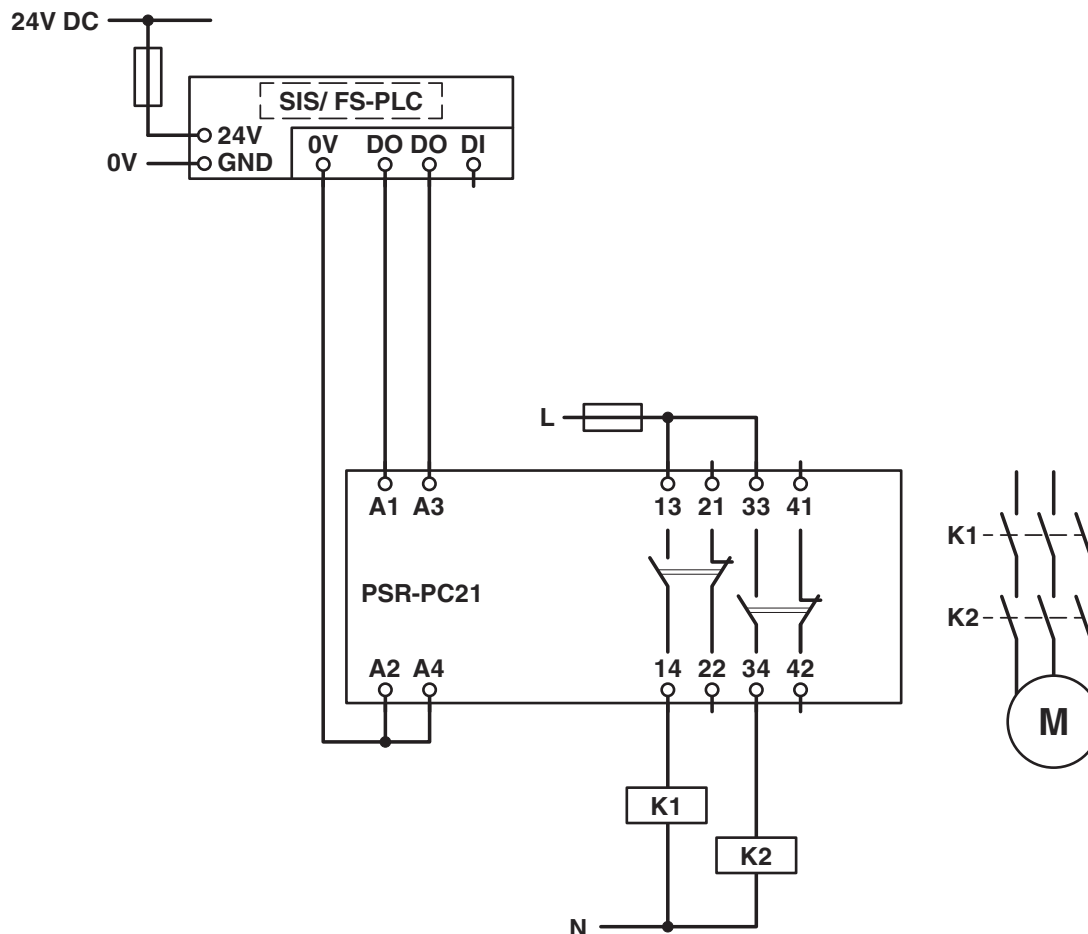 24V DC
SIS/ FS-PLC
24V
0V DO DO DI
0V
GND
L
A1 A3
13 21 33 41
K1
PSR-PC21
K2
A2 A4
14 22 34 42
M
K1
K2
N